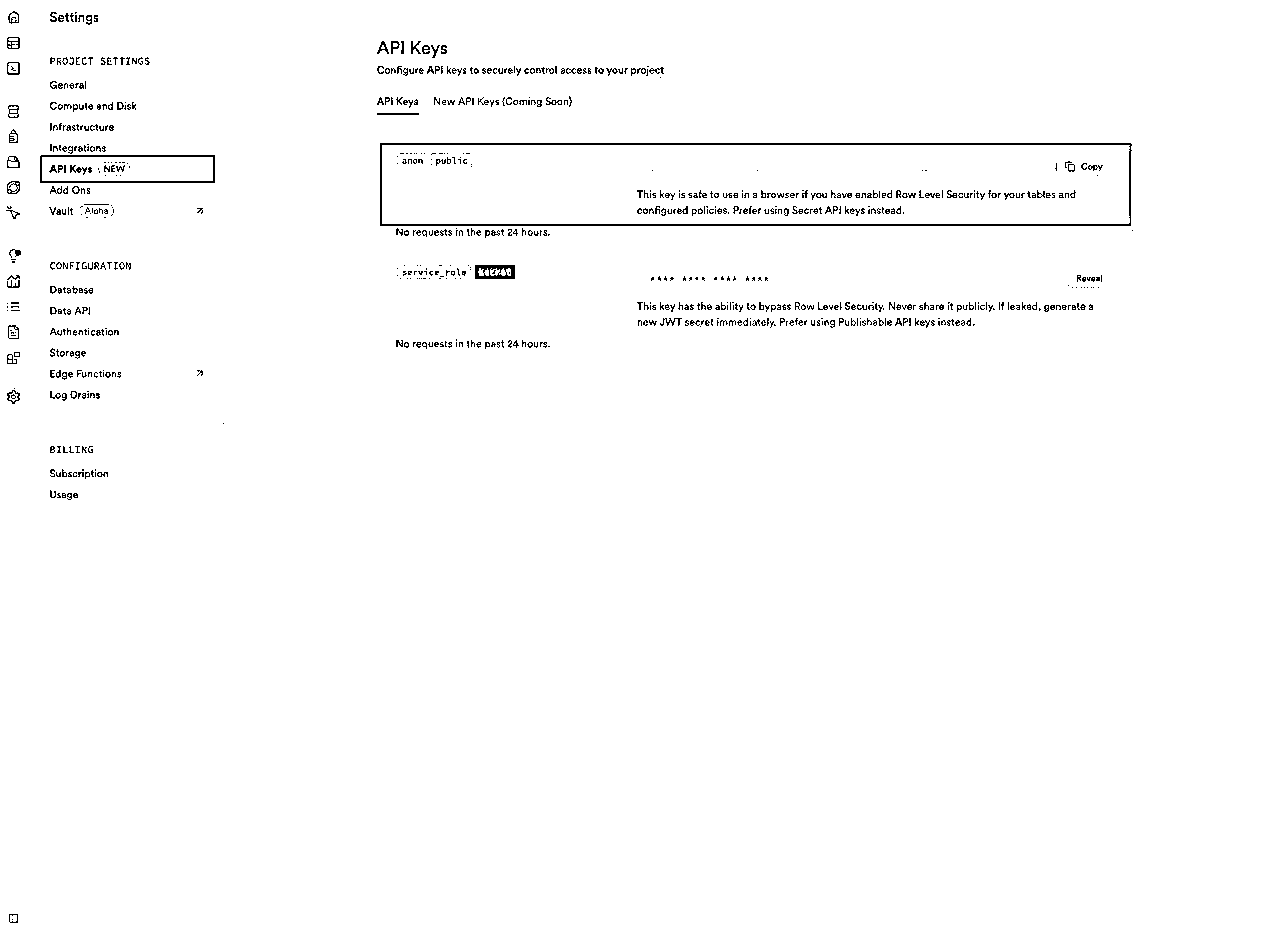 Settings
PROJECT SETTINGS
General
Compute and Disk
Infrastructure
Integrations
API Keys NEW
Add Ons
Vault Alpha
CONFIGURATION
Database
Data API
Authentication
Storage
Edge Functions
Log Drains
BILLING
Subscription
Usage
API Keys
Configure API keys to securely control access to your project
API Keys New API Keys (Coming Soon)
anon public
Copy
This key is safe to use in a browser if you have enabled Row Level Security for your tables and
configured policies. Prefer using Secret API keys instead.
No requests in the past 24 hours.
service_role secret
**** **** **** ****
Reveal
This key has the ability to bypass Row Level Security. Never share it publicly. If leaked, generate a
new JWT secret immediately. Prefer using Publishable API keys instead.
No requests in the past 24 hours.